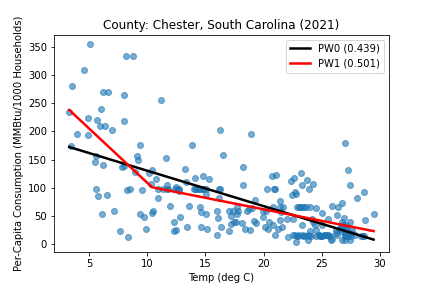 County: Chester, South Carolina (2021)
PW0 (0.439)
PW1 (0.501)
Per-Capita Consumption (MMBtu/1000 Households)
350
300
250
200
150
100
50
0
5
10
15
20
25
30
Temp (deg C)